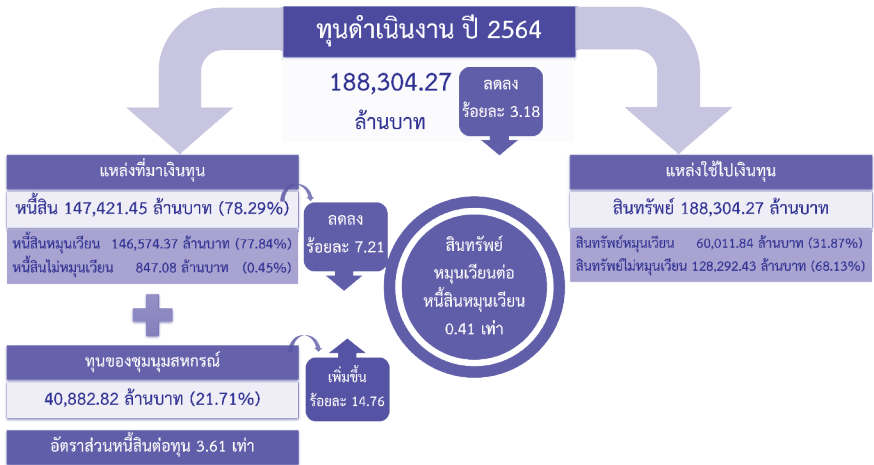 ทุนดำเนินงาน ปี 2564
188,304.27
ล้านบาท
ลดลง
ร้อยละ 3.18
แหล่งที่มาเงินทุน
หนี้สิน 147,421.45 ล้านบาท (78.29%)
หนี้สินหมุนเวียน 146,574.37 ล้านบาท (77.84%)
หนี้สินไม่หมุนเวียน 847.08 ล้านบาท (0.45%)
ลดลง
ร้อยละ 7.21
ทุนของชุมนุมสหกรณ์
40,882.82 ล้านบาท (21.71%)
เพิ่มขึ้น
ร้อยละ 14.76
อัตราส่วนหนี้สินต่อทุน 3.61 เท่า
สินทรัพย์
หมุนเวียนต่อ
หนี้สินหมุนเวียน
0.41 เท่า
แหล่งใช้ไปเงินทุน
สินทรัพย์ 188,304.27 ล้านบาท
สินทรัพย์หมุนเวียน 60,011.84 ล้านบาท (31.87%)
สินทรัพย์ไม่หมุนเวียน 128,292.43 ล้านบาท (68.13%)